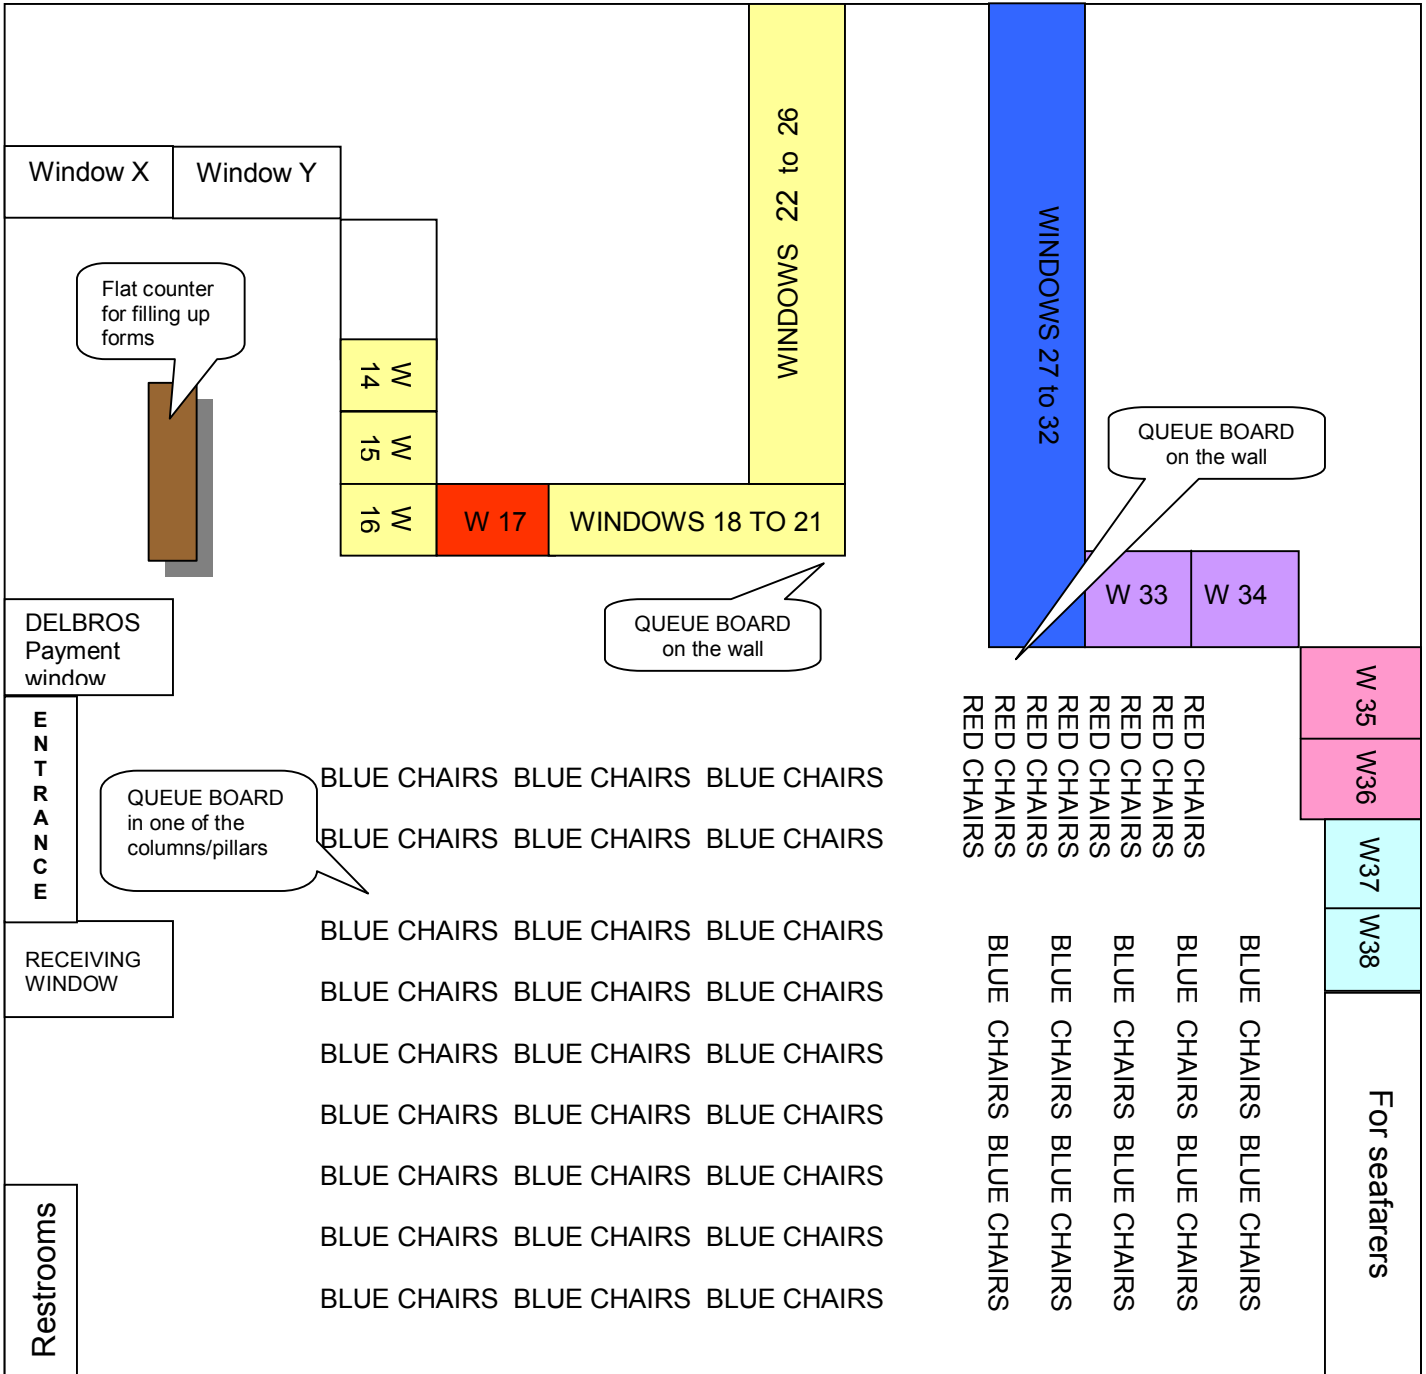 WINDOWS 22 to 26
WINDOWS 27 to 32
Window X
Window Y
Flat counter
for filling up
forms
W
14
W
15
W
16
W 17
WINDOWS 18 TO 21
QUEUE BOARD
on the wall
QUEUE BOARD
on the wall
W 33
W 34
DELBROS
Payment
window
W 35
W36
W37
W38
ENTRANCE
RED CHAIRS
RED CHAIRS
RED CHAIRS
RED CHAIRS
RED CHAIRS
RED CHAIRS
RED CHAIRS
RED CHAIRS
QUEUE BOARD
in one of the
columns/pillars
BLUE CHAIRS BLUE CHAIRS BLUE CHAIRS
BLUE CHAIRS BLUE CHAIRS BLUE CHAIRS
BLUE CHAIRS BLUE CHAIRS BLUE CHAIRS
BLUE CHAIRS BLUE CHAIRS BLUE CHAIRS
BLUE CHAIRS BLUE CHAIRS BLUE CHAIRS
BLUE CHAIRS BLUE CHAIRS BLUE CHAIRS
BLUE CHAIRS BLUE CHAIRS BLUE CHAIRS
BLUE CHAIRS BLUE CHAIRS BLUE CHAIRS
BLUE CHAIRS BLUE CHAIRS BLUE CHAIRS
RECEIVING
WINDOW
BLUE CHAIRS BLUE CHAIRS
BLUE CHAIRS BLUE CHAIRS
BLUE CHAIRS BLUE CHAIRS
BLUE CHAIRS BLUE CHAIRS
BLUE CHAIRS BLUE CHAIRS
For seafarers
Restrooms